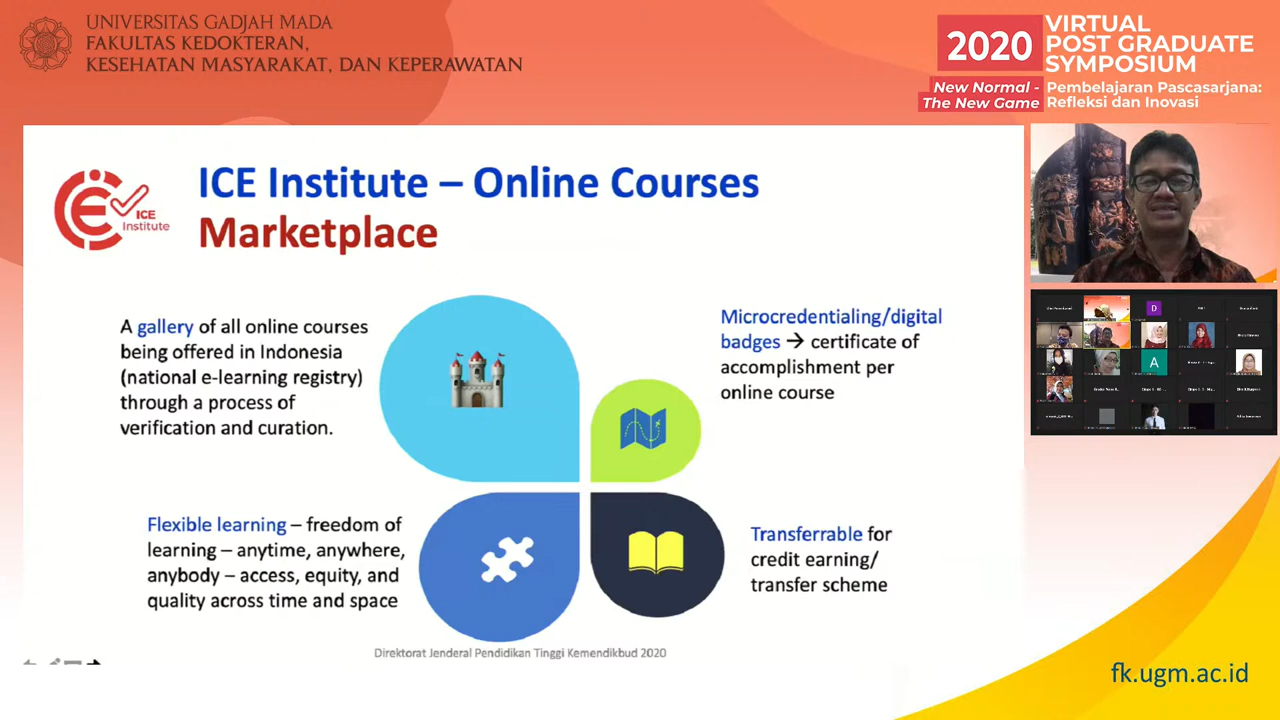 UNIVERSITAS GADJAH MADA
FAKULTAS KEDOKTERAN,
KESEHATAN MASYARAKAT, DAN KEPERAWATAN
2020
VIRTUAL
POST GRADUATE
SYMPOSIUM
New Normal -
The New Game
Pembelajaran Pascasarjana:
Refleksi dan Inovasi
ICE
Institute
ICE Institute – Online Courses
Marketplace
A gallery of all online courses
being offered in Indonesia
(national e-learning registry)
through a process of
verification and curation.
Microcredentialing/digital
badges → certificate of
accomplishment per
online course
Flexible learning – freedom of
learning – anytime, anywhere,
anybody – access, equity, and
quality across time and space
Transferrable for
credit earning/
transfer scheme
Direktorat Jenderal Pendidikan Tinggi Kemendikbud 2020
D
A
fk.ugm.ac.id